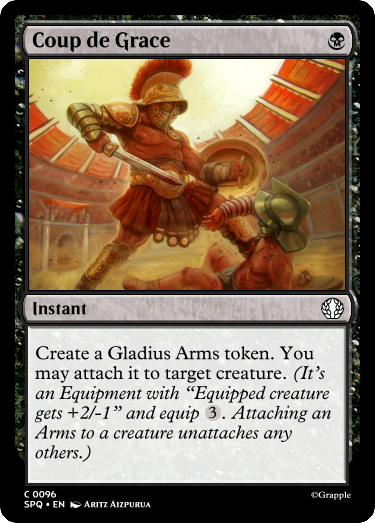 Coup de Grace
Instant
Create a Gladius Arms token. You
may attach it to target creature. (It's
an Equipment with “Equipped creature
gets +2/-1” and equip 3. Attaching an
Arms to a creature unattaches any
others.)
C 0096
SPQ • EN Aritz Aizpurua
©Grapple